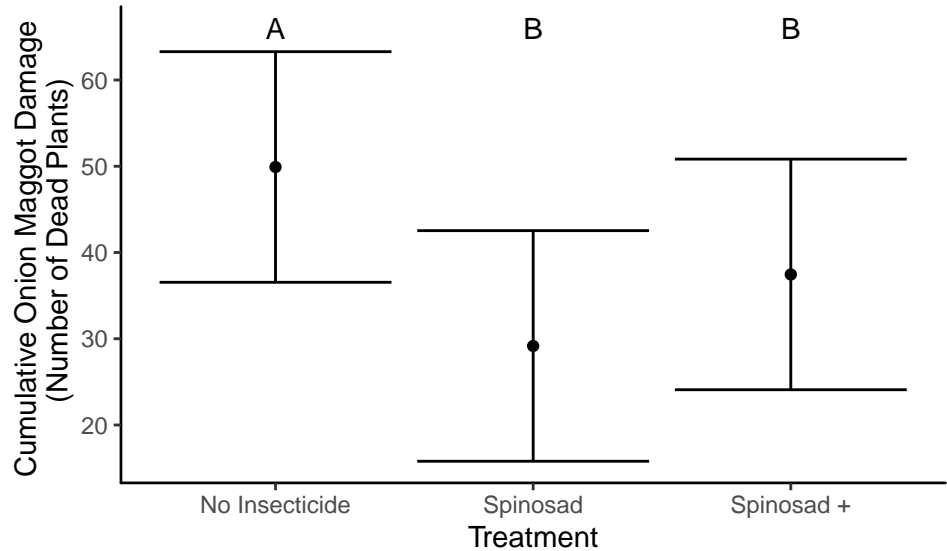 A B B
Cumulative Onion Maggot Damage
(Number of Dead Plants)
60
50
40
30
20
No Insecticide Spinosad Spinosad +
Treatment